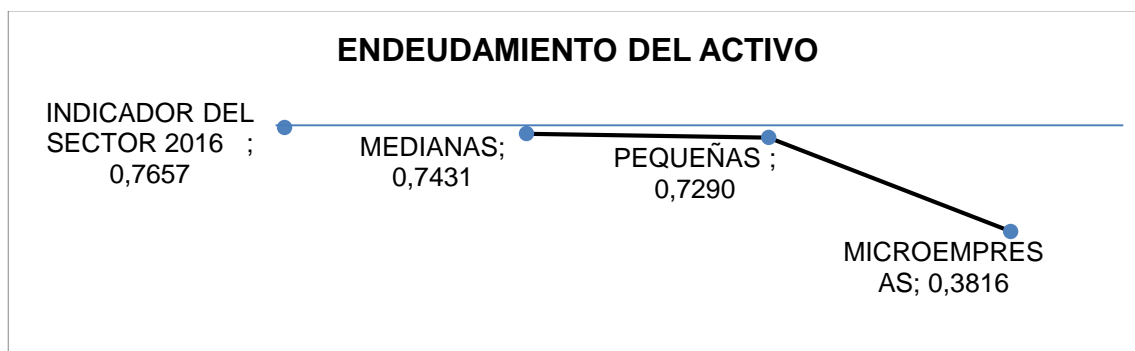 ENDEUDAMIENTO DEL ACTIVO
INDICADOR DEL
SECTOR 2016 ;
0,7657
MEDIANAS;
0,7431
PEQUEÑAS ;
0,7290
MICROEMPRES
AS; 0,3816